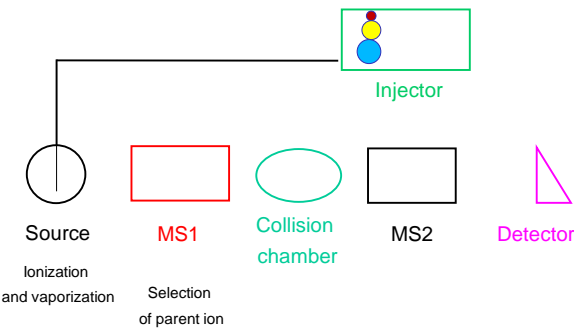 Injector
Source
MS1
Collision
chamber
MS2
Detector
Ionization
and vaporization
Selection
of parent ion